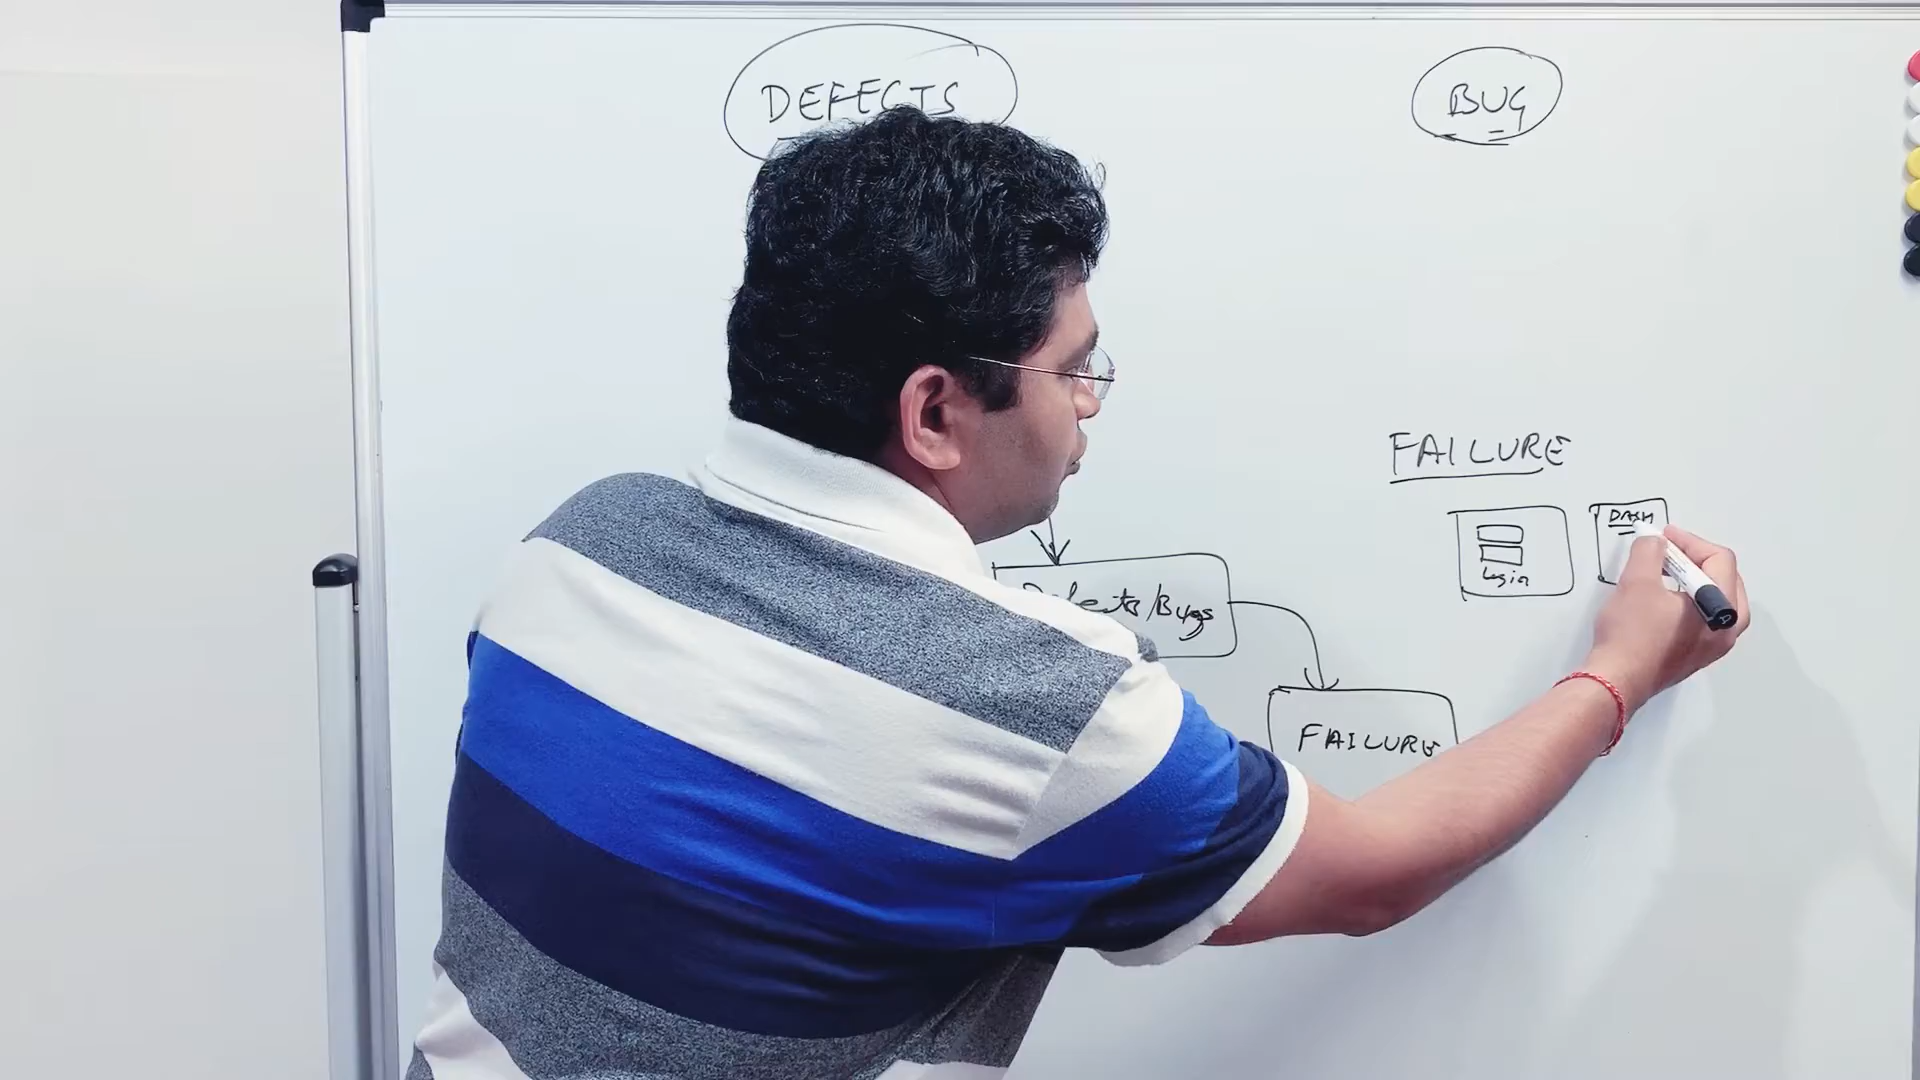 DEFECTS
BUG
FAILURE
DASH
Login
Defects/Bugs
FAILURE